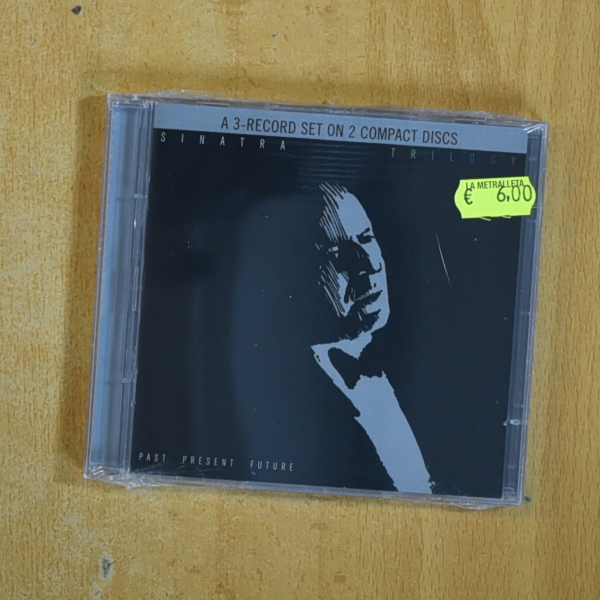 A 3-RECORD SET ON 2 COMPACT DISCS
SINATRA TRILOGY
LA METRALLETA
€ 6,00
PAST PRESENT FUTURE